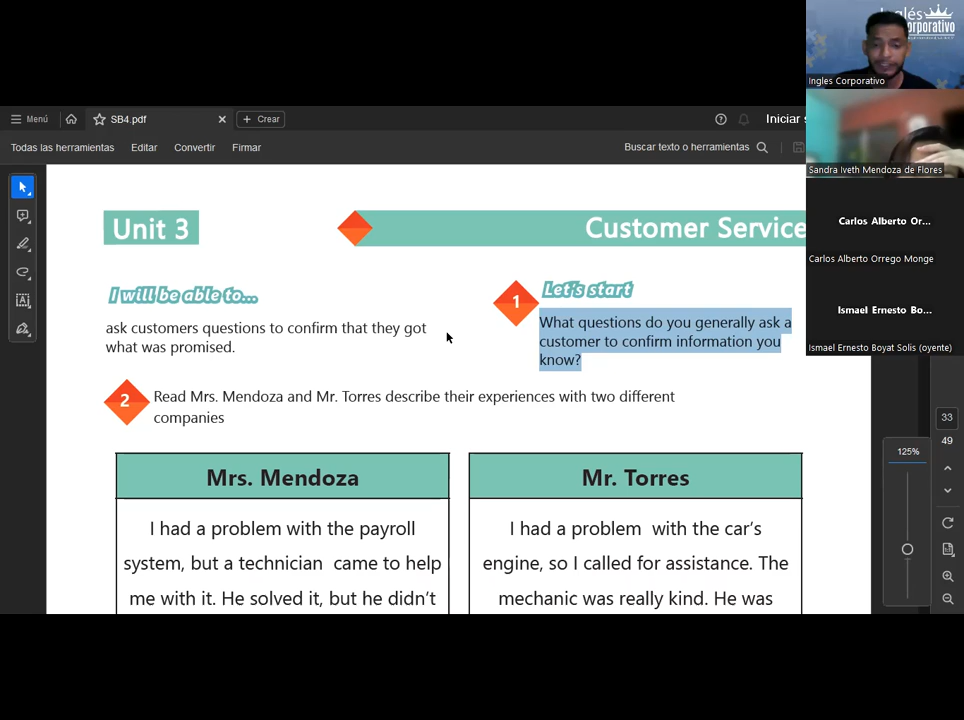 Inglés
Corporativo
Ingles Corporativo
Menú
SB4.pdf
Crear
Iniciar s
Todas las herramientas
Editar
Convertir
Firmar
Buscar texto o herramientas
Sandra Iveth Mendoza de Flores
Unit 3
Customer Service
Carlos Alberto Or...
Carlos Alberto Orrego Monge
I will be able to...
ask customers questions to confirm that they got
what was promised.
1
Let's start
What questions do you generally ask a
customer to confirm information you
know?
Ismael Ernesto Bo...
Ismael Ernesto Boyat Solis (oyente)
2
Read Mrs. Mendoza and Mr. Torres describe their experiences with two different
companies
Mrs. Mendoza
I had a problem with the payroll
system, but a technician came to help
me with it. He solved it, but he didn't
Mr. Torres
I had a problem with the car's
engine, so I called for assistance. The
mechanic was really kind. He was
33
49
125%